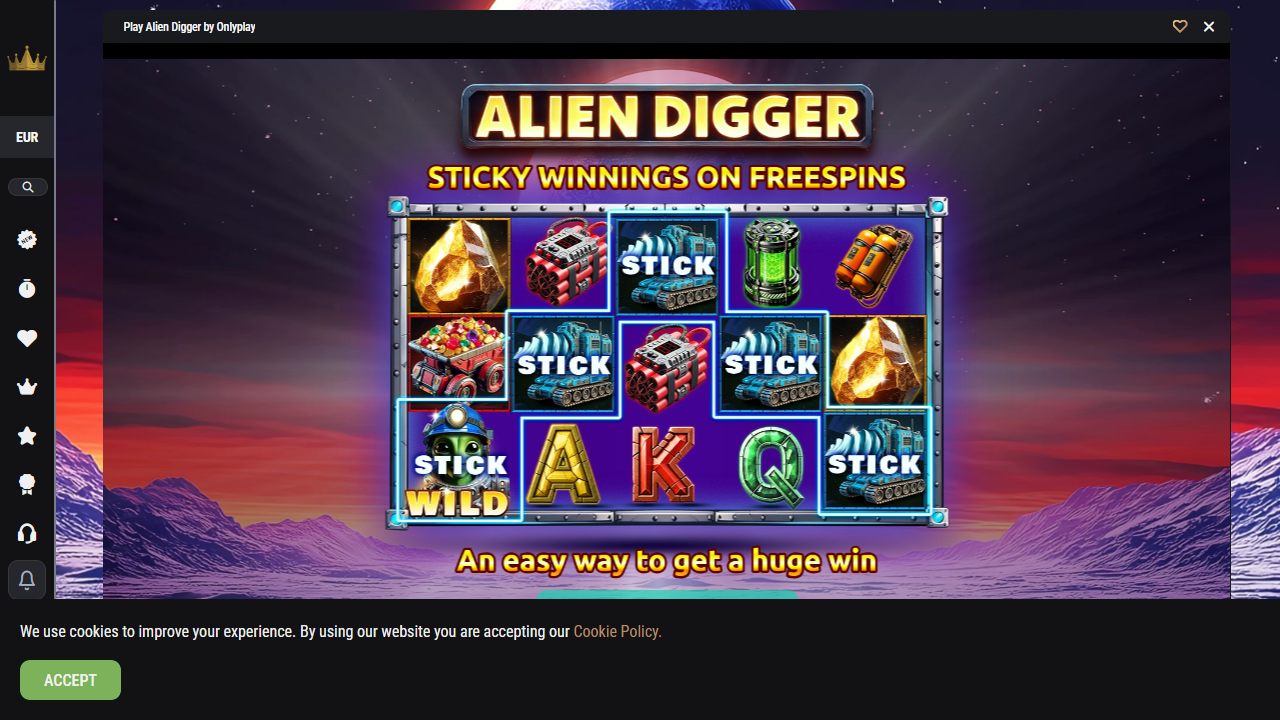 Play Alien Digger by Onlyplay
EUR
NEW
ALIEN DIGGER
STICKY WINNINGS ON FREESPINS
STICK
STICK
STICK
STICK
WILD
A
K
Q
STICK
An easy way to get a huge win
We use cookies to improve your experience. By using our website you are accepting our Cookie Policy.
ACCEPT